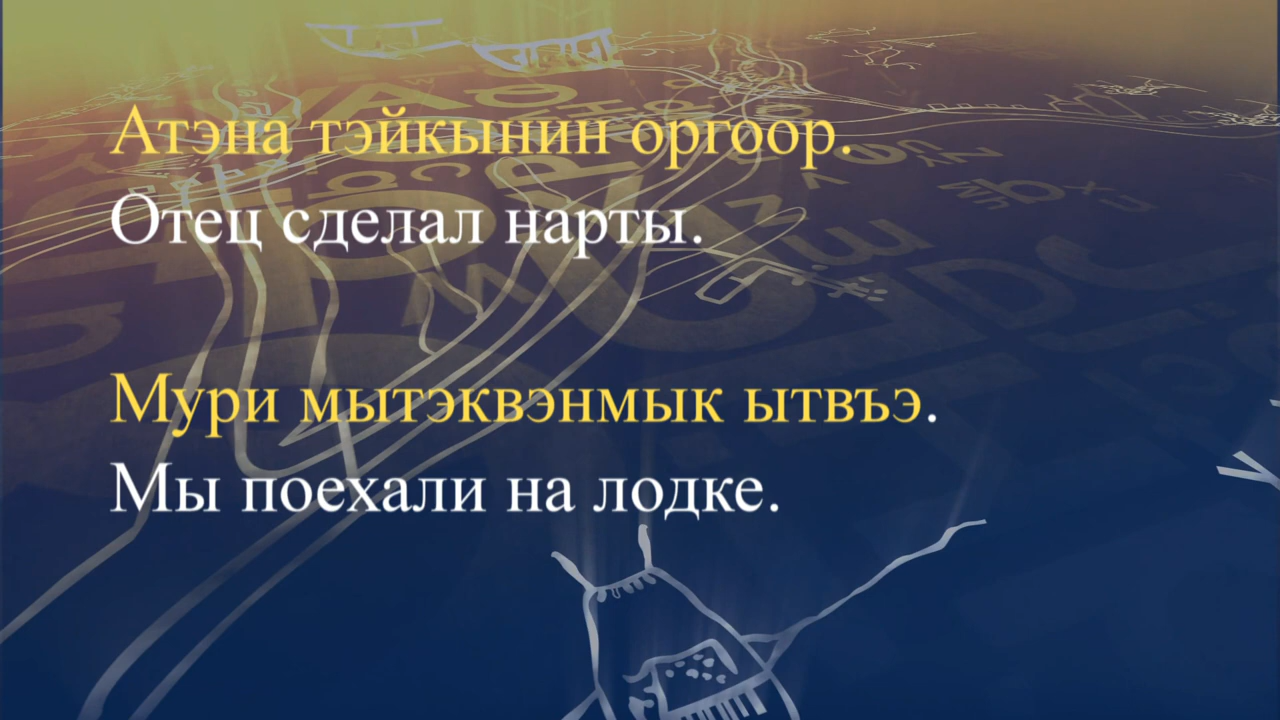 Атэна тэйкынин оргоор.
Отец сделал нарты.
Мури мытэквэнмык ытвъэ.
Мы поехали на лодке.